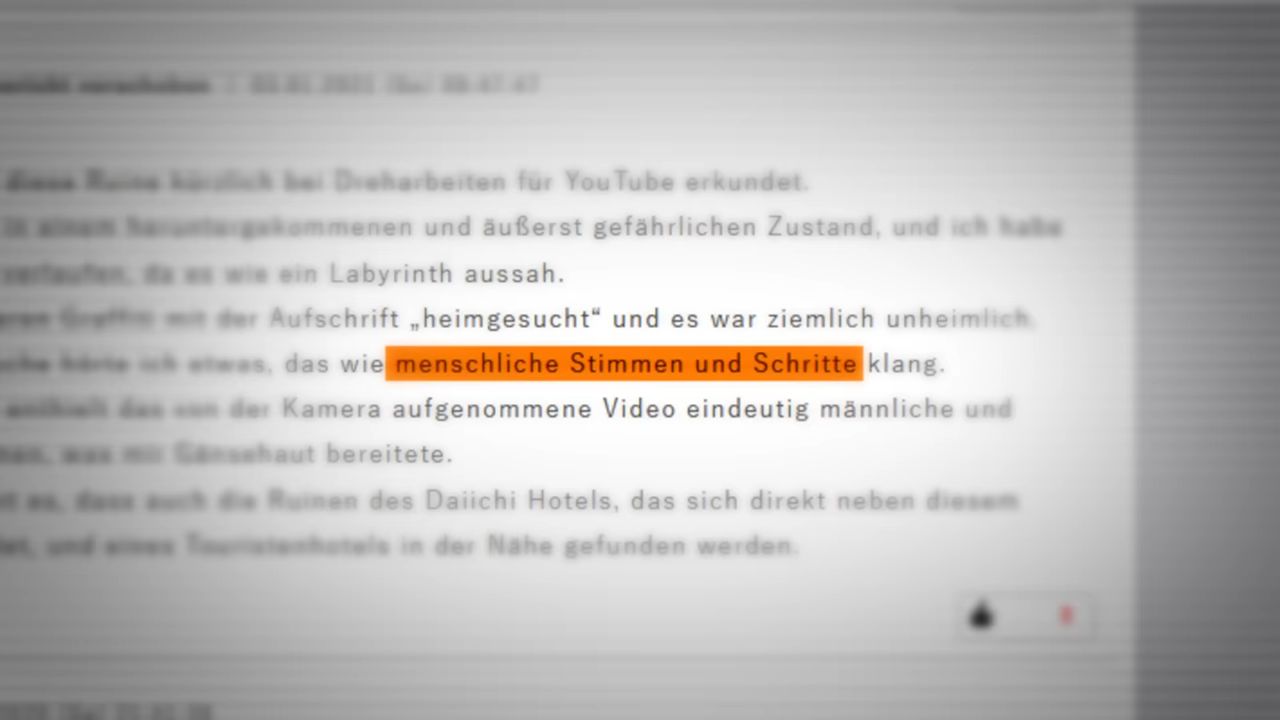 diese Ruine kürzlich bei Dreharbeiten für YouTube erkundet.
in einem heruntergekommenen und äußerst gefährlichen Zustand, und ich habe
verlaufen, da es wie ein Labyrinth aussah.
Graffiti mit der Aufschrift „heimgesucht“ und es war ziemlich unheimlich.
hörte ich etwas, das wie menschliche Stimmen und Schritte klang.
enthielt das von der Kamera aufgenommene Video eindeutig männliche und
was mir Gänsehaut bereitete.
es, dass auch die Ruinen des Daiichi Hotels, das sich direkt neben diesem
und eines Touristenhotels in der Nähe gefunden werden.